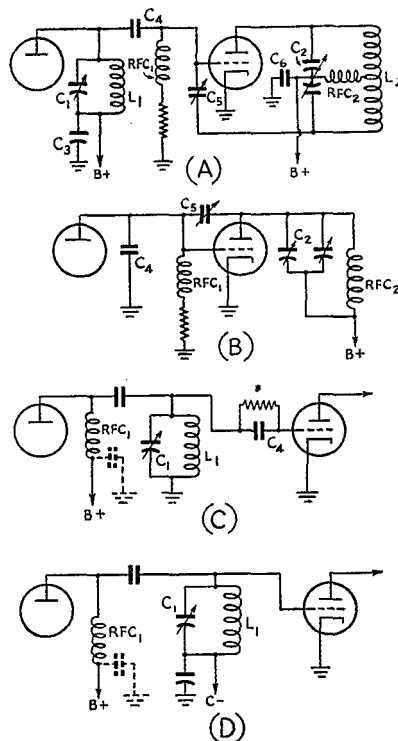 C4
RFC1
C1
L1
C3
B+
C5
C6
C2
RFC2
L2
B+
(A)
C5
C4
RFC1
C2
RFC2
B+
(B)
RFC1
B+
C1
L1
*
C4
(C)
RFC1
B+
C1
L1
C-
(D)